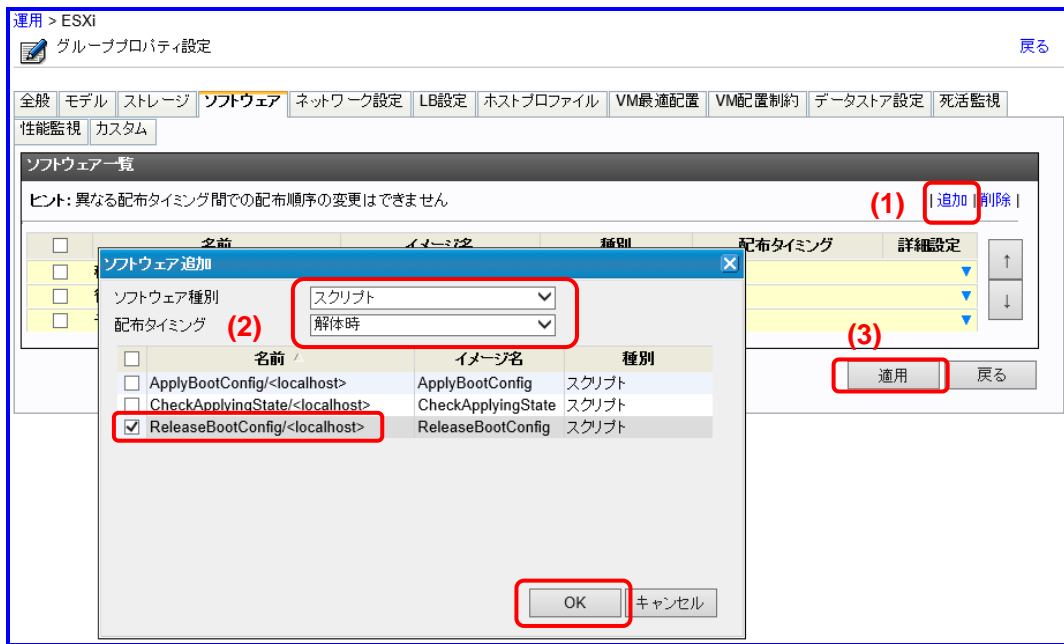 運用 > ESXi
グループプロパティ設定 戻る
全般 モデル ストレージ ソフトウェア ネットワーク設定 LB設定 ホストプロファイル VM最適配置 VM配置制約 データストア設定 死活監視
性能監視 カスタム
ソフトウェア一覧
ヒント: 異なる配布タイミング間での配布順序の変更はできません (1) | 追加 | 削除 |
名前 イメージ名 種別 配布タイミング 詳細設定
ソフトウェア追加
ソフトウェア種別 スクリプト
配布タイミング (2) 解体時
(3)
適用 戻る
名前 イメージ名 種別
ApplyBootConfig/<localhost> ApplyBootConfig スクリプト
CheckApplyingState/<localhost> CheckApplyingState スクリプト
ReleaseBootConfig/<localhost> ReleaseBootConfig スクリプト
OK キャンセル